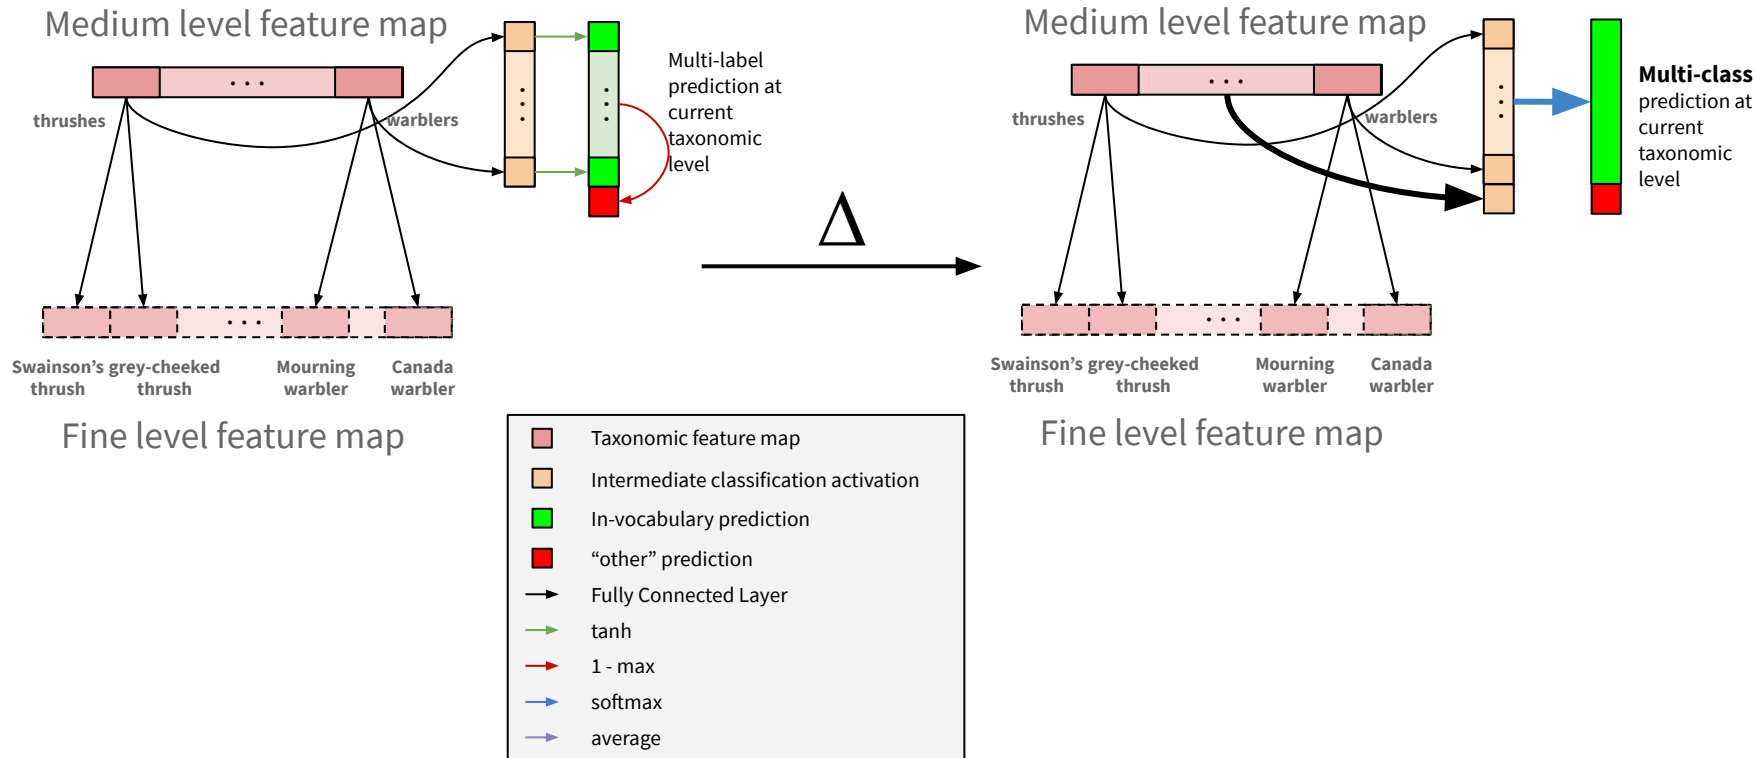 Medium level feature map
thrushes
warblers
Multi-label
prediction at
current
taxonomic
level
Swainson's grey-cheeked
thrush thrush
Mourning
warbler
Canada
warbler
Fine level feature map
Δ
Medium level feature map
thrushes
warblers
Multi-class
prediction at
current
taxonomic
level
Swainson's grey-cheeked
thrush thrush
Mourning
warbler
Canada
warbler
Fine level feature map
Taxonomic feature map
Intermediate classification activation
In-vocabulary prediction
“other” prediction
Fully Connected Layer
tanh
1 - max
softmax
average